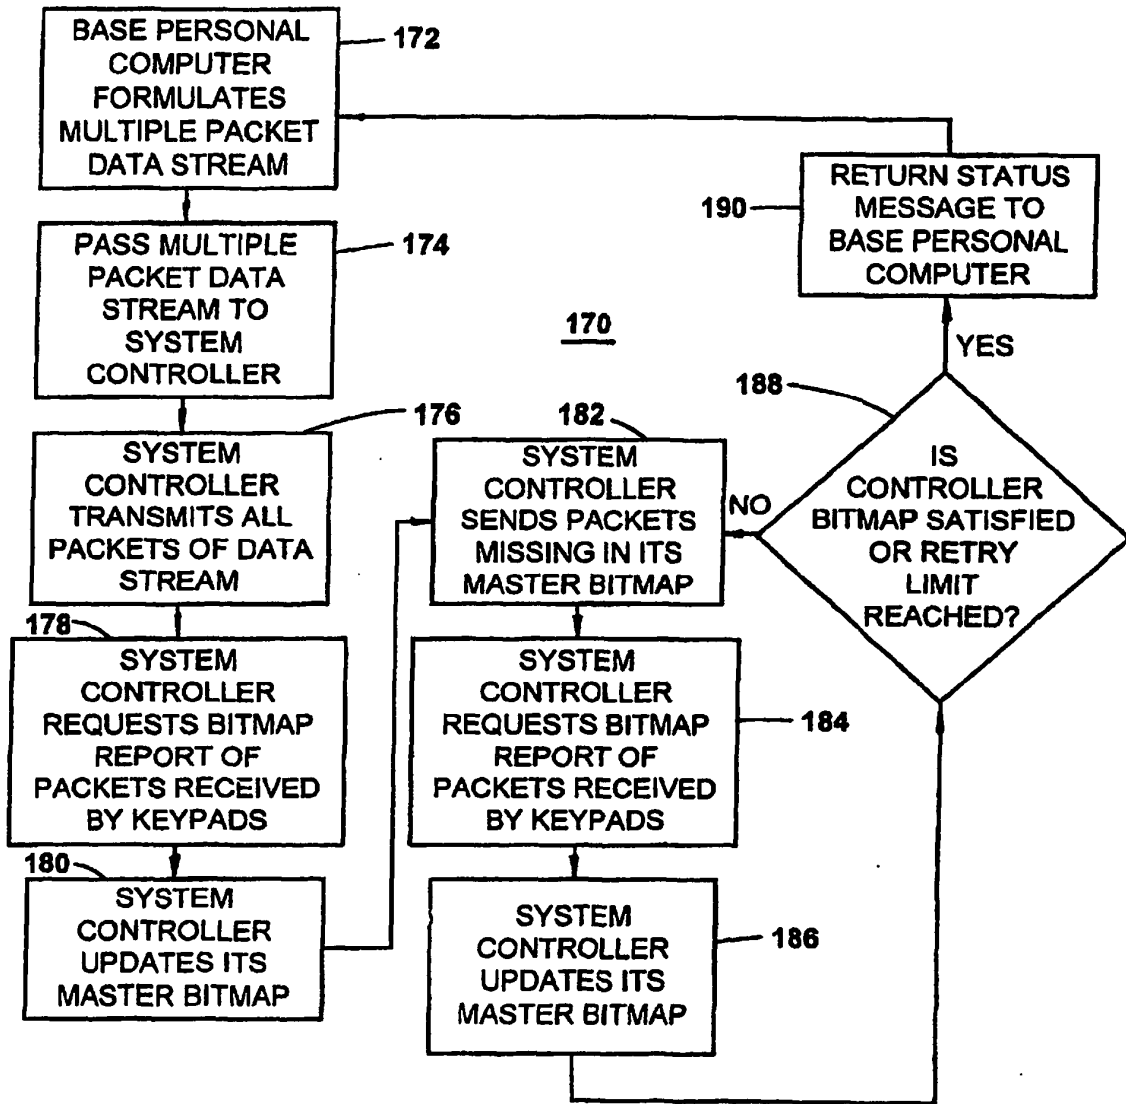 BASE PERSONAL
COMPUTER
FORMULATES
MULTIPLE PACKET
DATA STREAM
172
PASS MULTIPLE
PACKET DATA
STREAM TO
SYSTEM
CONTROLLER
174
SYSTEM
CONTROLLER
TRANSMITS ALL
PACKETS OF DATA
STREAM
176
178
SYSTEM
CONTROLLER
REQUESTS BITMAP
REPORT OF
PACKETS RECEIVED
BY KEYPADS
180
SYSTEM
CONTROLLER
UPDATES ITS
MASTER BITMAP
170
182
SYSTEM
CONTROLLER
SENDS PACKETS
MISSING IN ITS
MASTER BITMAP
SYSTEM
CONTROLLER
REQUESTS BITMAP
REPORT OF
PACKETS RECEIVED
BY KEYPADS
184
SYSTEM
CONTROLLER
UPDATES ITS
MASTER BITMAP
186
188
IS
CONTROLLER
BITMAP SATISFIED
OR RETRY
LIMIT
REACHED?
NO
YES
190
RETURN STATUS
MESSAGE TO
BASE PERSONAL
COMPUTER